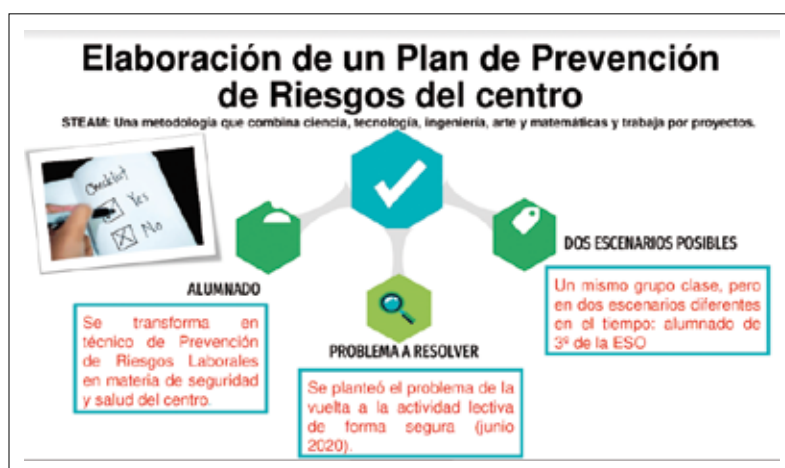 Elaboración de un Plan de Prevención
de Riesgos del centro
STEAM: Una metodología que combina ciencia, tecnología, ingeniería, arte y matemáticas y trabaja por proyectos.
Checklist
Yes
No
ALUMNADO
Se transforma en
técnico de Prevención
de Riesgos Laborales
en materia de seguridad
y salud del centro.
PROBLEMA A RESOLVER
Se planteó el problema de la
vuelta a la actividad lectiva
de forma segura (junio
2020).
DOS ESCENARIOS POSIBLES
Un mismo grupo clase, pero
en dos escenarios diferentes
en el tiempo: alumnado de
3º de la ESO